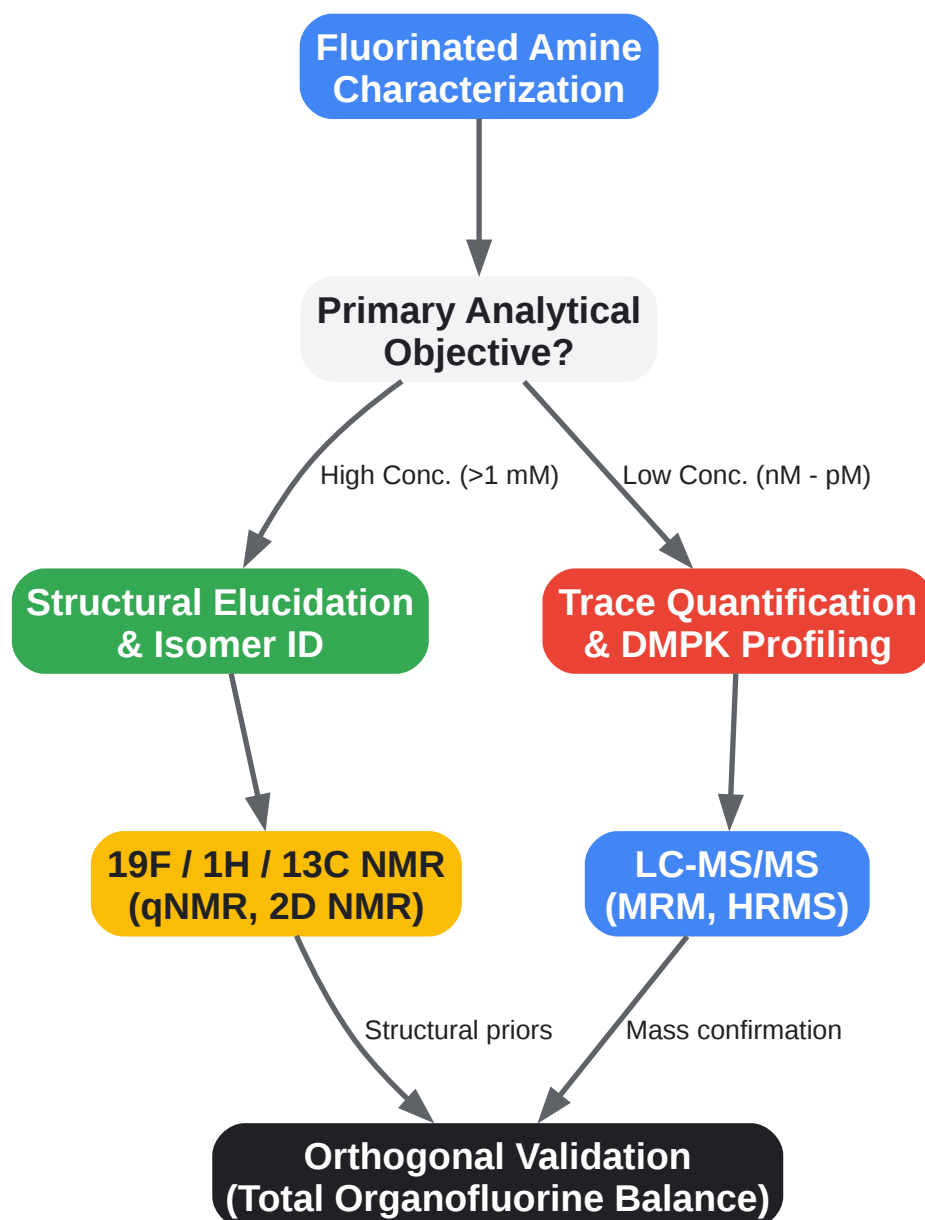 Fluorinated Amine
Characterization
Primary Analytical
Objective?
High Conc. (>1 mM)
Low Conc. (nM - pM)
Structural Elucidation
& Isomer ID
Trace Quantification
& DMPK Profiling
19F / 1H / 13C NMR
(qNMR, 2D NMR)
LC-MS/MS
(MRM, HRMS)
Structural priors
Mass confirmation
Orthogonal Validation
(Total Organofluorine Balance)